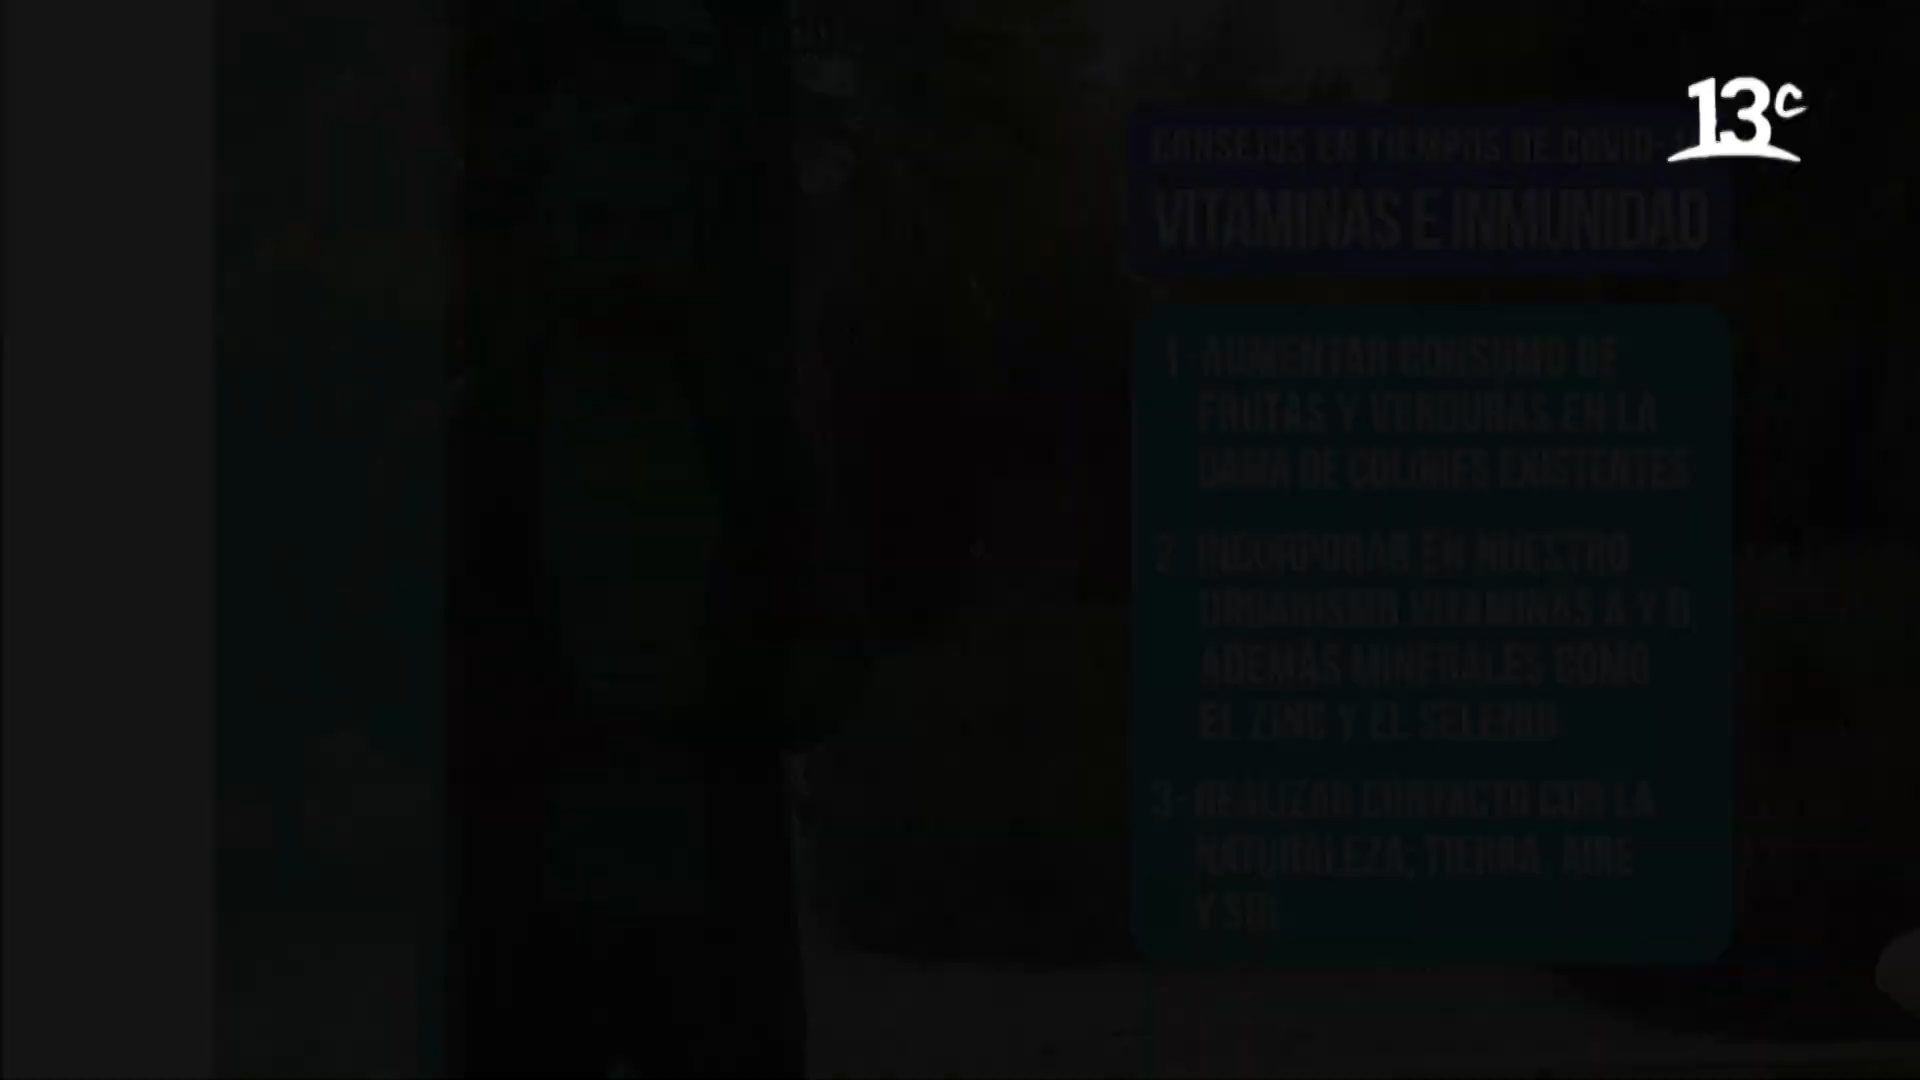 13c
CONSEJOS EN TIEMPOS DE COVID-
VITAMINAS E INMUNIDAD
1-AUMENTAR CONSUMO DE
FRUTAS Y VERDURAS EN LA
GAMA DE COLORES EXISTENTES
2- INCORPORAR EN NUESTRO
ORGANISMO VITAMINAS A Y D,
ADEMÁS MINERALES COMO
EL ZINC Y EL SELENIO
3- REALIZAR CONTACTO CON LA
NATURALEZA; TIERRA, AIRE
Y SOL